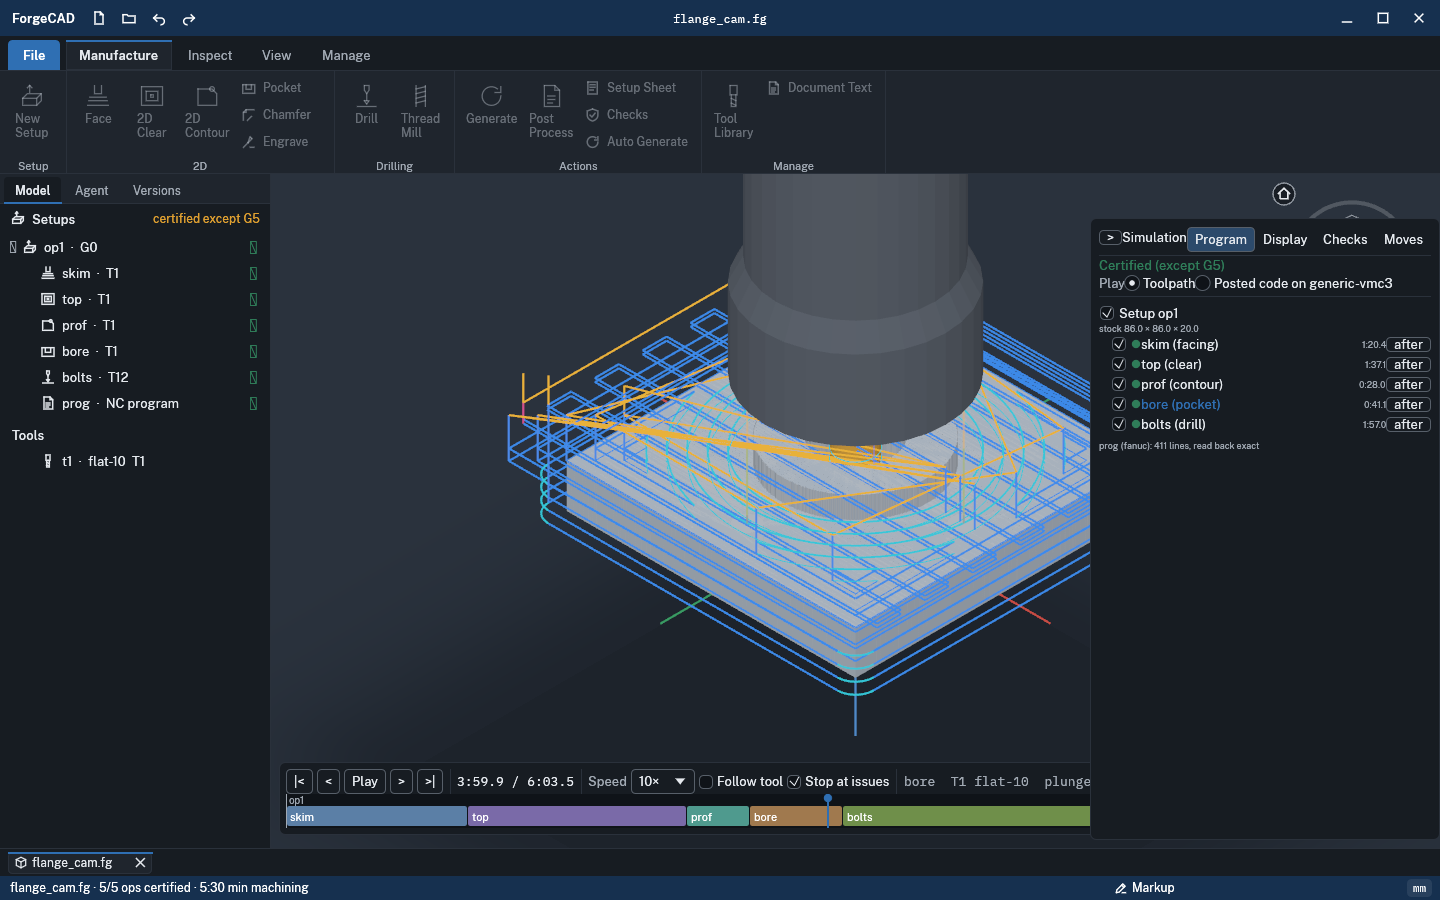 ForgeCAD
flange_cam.fg
File
Manufacture
Inspect
View
Manage
New Setup
Face
2D Clear
2D Contour
Pocket
Chamfer
Engrave
Drill
Thread Mill
Generate
Post Process
Setup Sheet
Checks
Auto Generate
Tool Library
Document Text
Setup
2D
Drilling
Actions
Manage
Model
Agent
Versions
Setups
certified except G5
op1 · G0
skim · T1
top · T1
prof · T1
bore · T1
bolts · T12
prog · NC program
Tools
t1 · flat-10 T1
> Simulation
Program
Display
Checks
Moves
Certified (except G5)
Play Toolpath Posted code on generic-vmc3
Setup op1
stock 86.0 × 86.0 × 20.0
skim (facing) 1:20.4 after
top (clear) 1:37.1 after
prof (contour) 0:28.0 after
bore (pocket) 0:41.1 after
bolts (drill) 1:57.0 after
prog (fanuc): 411 lines, read back exact
|< < Play > >| 3:59.9 / 6:03.5 Speed 10× Follow tool Stop at issues bore T1 flat-10 plunge
op1
skim
top
prof
bore
bolts
flange_cam.fg
flange_cam.fg · 5/5 ops certified · 5:30 min machining
Markup
mm